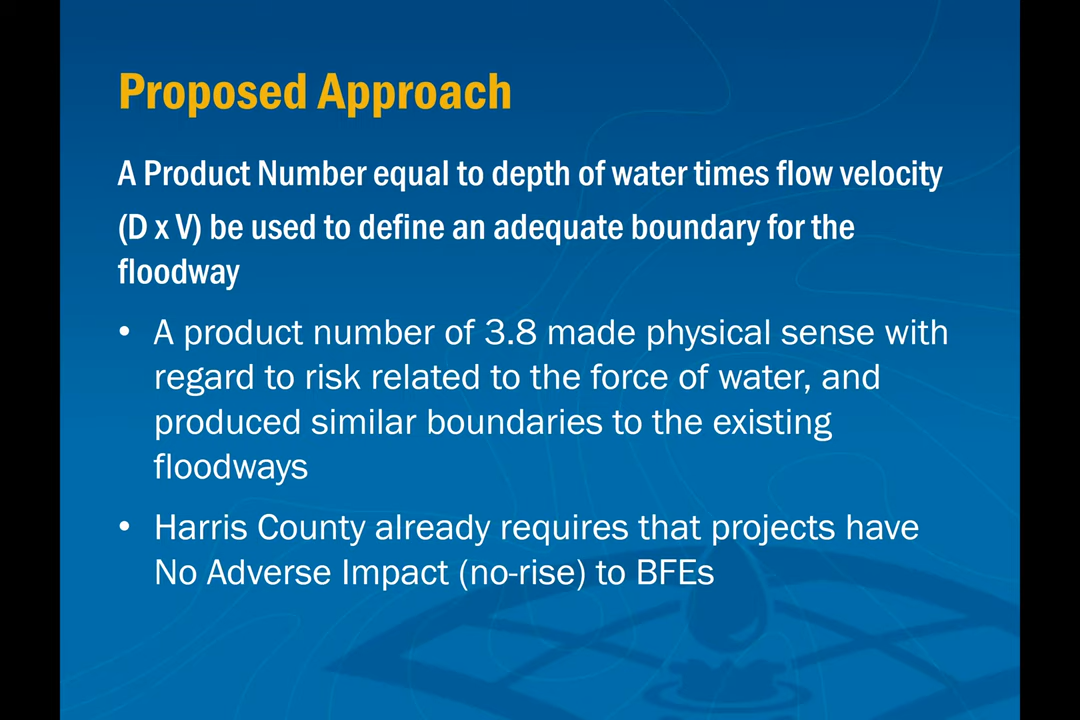 Proposed Approach
A Product Number equal to depth of water times flow velocity
(D x V) be used to define an adequate boundary for the
floodway
• A product number of 3.8 made physical sense with
regard to risk related to the force of water, and
produced similar boundaries to the existing
floodways
• Harris County already requires that projects have
No Adverse Impact (no-rise) to BFEs